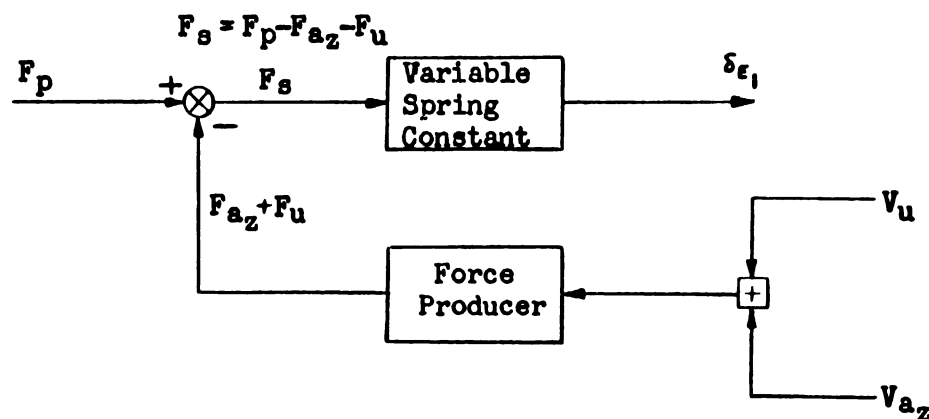 F_s = F_p-F_{a_z}-F_u
F_p
+
F_s
Variable
Spring
Constant
δ_{E_1}
−
F_{a_z}+F_u
V_u
Force
Producer
+
V_{a_z}